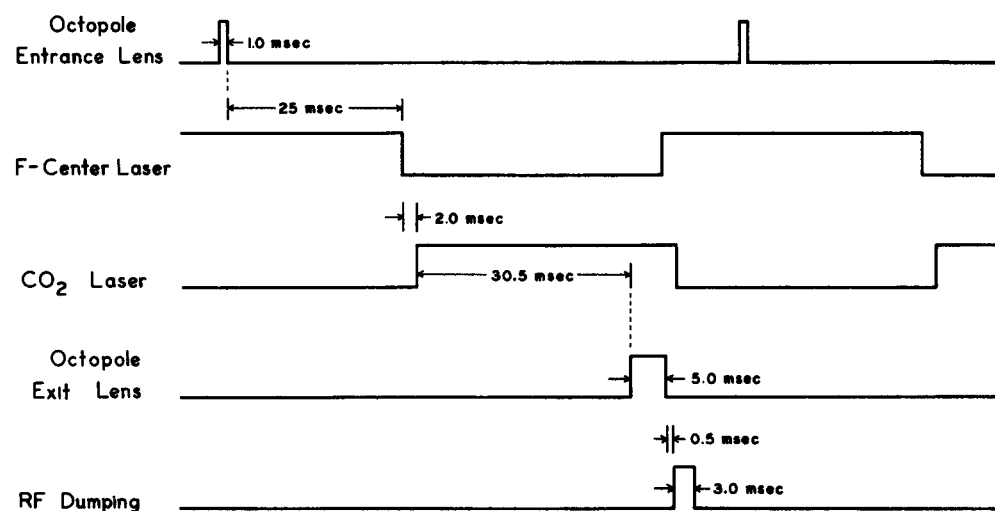 Octopole
Entrance Lens
1.0 msec
25 msec
F-Center Laser
2.0 msec
CO₂ Laser
30.5 msec
Octopole
Exit Lens
5.0 msec
0.5 msec
RF Dumping
3.0 msec